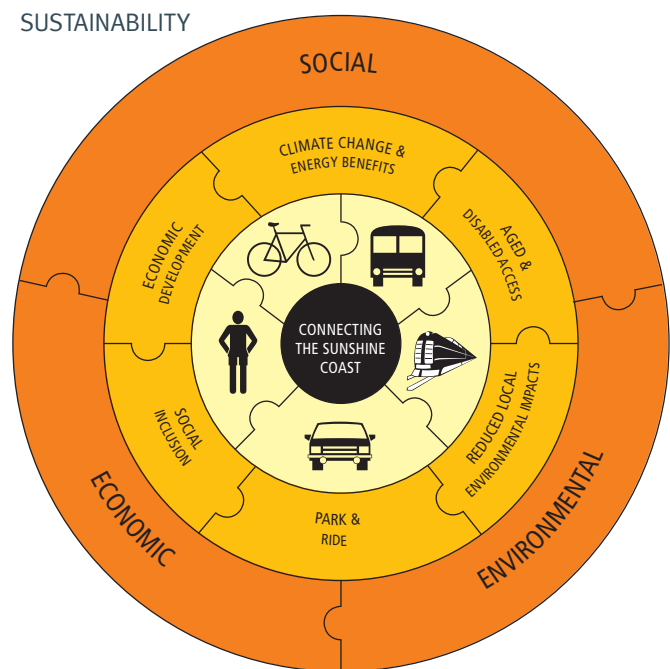 SUSTAINABILITY
SOCIAL
CLIMATE CHANGE &
ENERGY BENEFITS
AGED &
DISABLED ACCESS
ECONOMIC
DEVELOPMENT
CONNECTING
THE SUNSHINE
COAST
REDUCED LOCAL
ENVIRONMENTAL IMPACTS
SOCIAL
INCLUSION
PARK &
RIDE
ECONOMIC
ENVIRONMENTAL